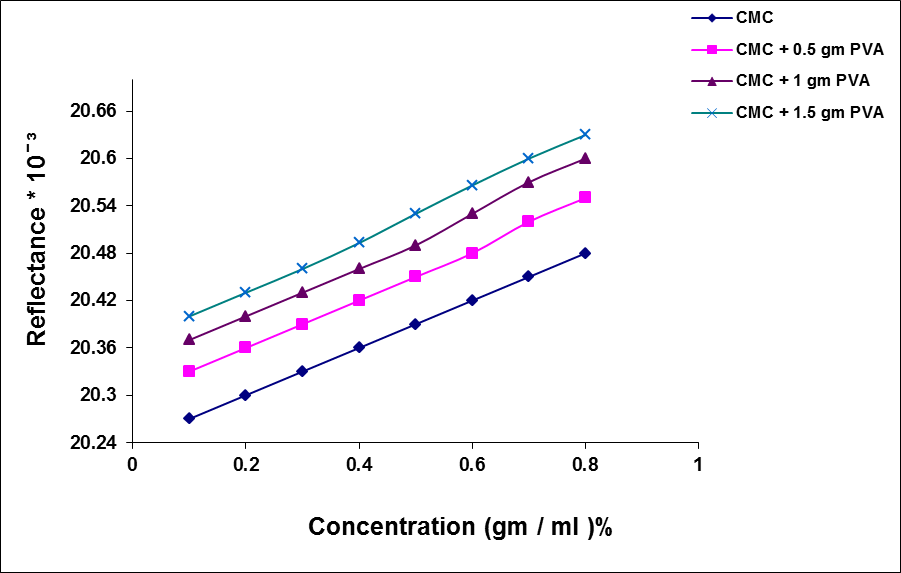 CMC
CMC + 0.5 gm PVA
CMC + 1 gm PVA
CMC + 1.5 gm PVA
Reflectance * 10⁻³
20.66
20.6
20.54
20.48
20.42
20.36
20.3
20.24
0 0.2 0.4 0.6 0.8 1
Concentration (gm / ml )%